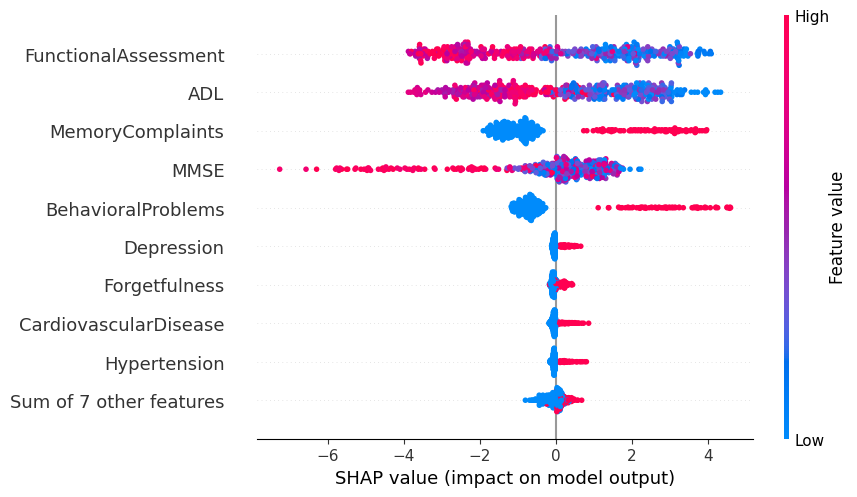 High
FunctionalAssessment
ADL
MemoryComplaints
MMSE
BehavioralProblems
Depression
Forgetfulness
CardiovascularDisease
Hypertension
Sum of 7 other features
Feature value
Low
−6 −4 −2 0 2 4
SHAP value (impact on model output)